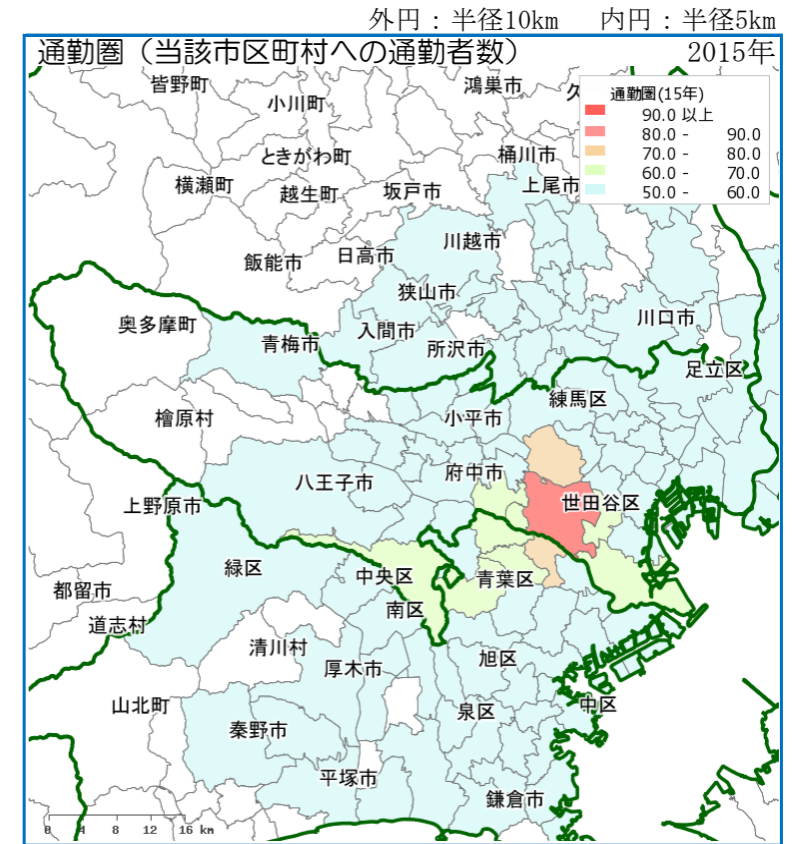 外円：半径10km　内円：半径5km
通勤圏（当該市区町村への通勤者数）　2015年
皆野町
鴻巣市
久
小川町
通勤圏(15年)
90.0 以上
80.0 -　90.0
70.0 -　80.0
60.0 -　70.0
50.0 -　60.0
ときがわ町
桶川市
横瀬町
越生町
坂戸市
上尾市
川越市
飯能市
日高市
狭山市
奥多摩町
青梅市
入間市
所沢市
川口市
足立区
檜原村
小平市
練馬区
八王子市
府中市
上野原市
世田谷区
緑区
中央区
青葉区
都留市
南区
道志村
清川村
厚木市
旭区
山北町
秦野市
泉区
中区
平塚市
鎌倉市
0 4 8 12 16 km